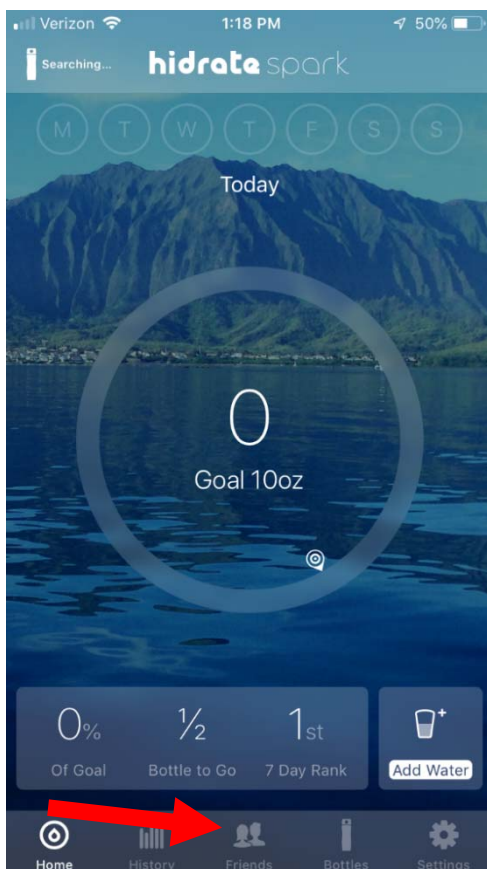 Verizon 1:18 PM 50%
Searching... hidrate spark
M T W T F S S
Today
0
Goal 10oz
0% ½ 1st
Of Goal Bottle to Go 7 Day Rank Add Water
Home History Friends Bottles Settings